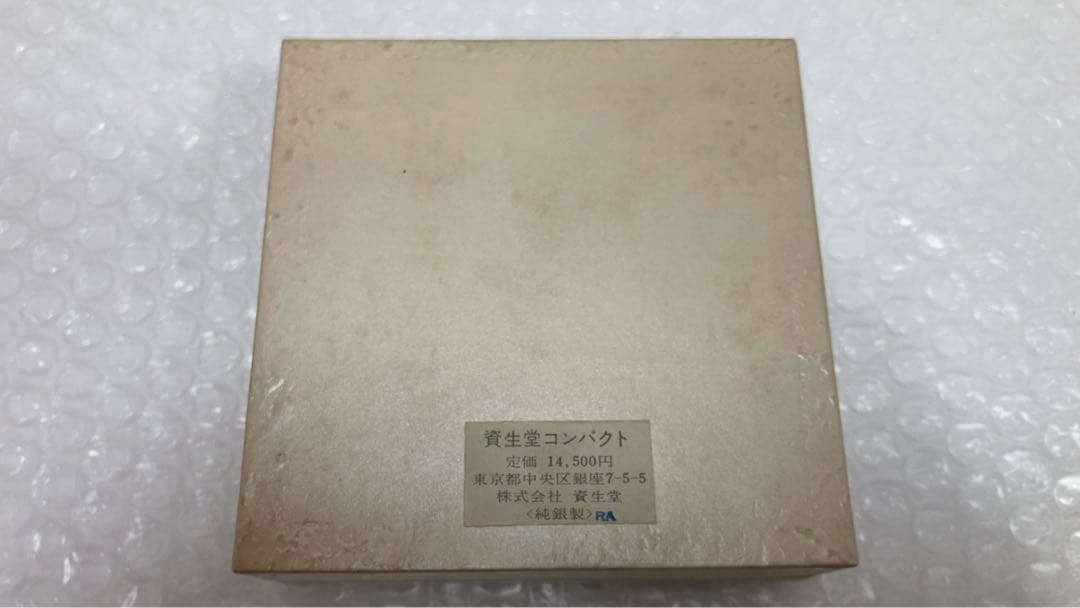 資生堂コンパクト
定価 14,500円
東京都中央区銀座7-5-5
株式会社 資生堂
<純銀製>RA